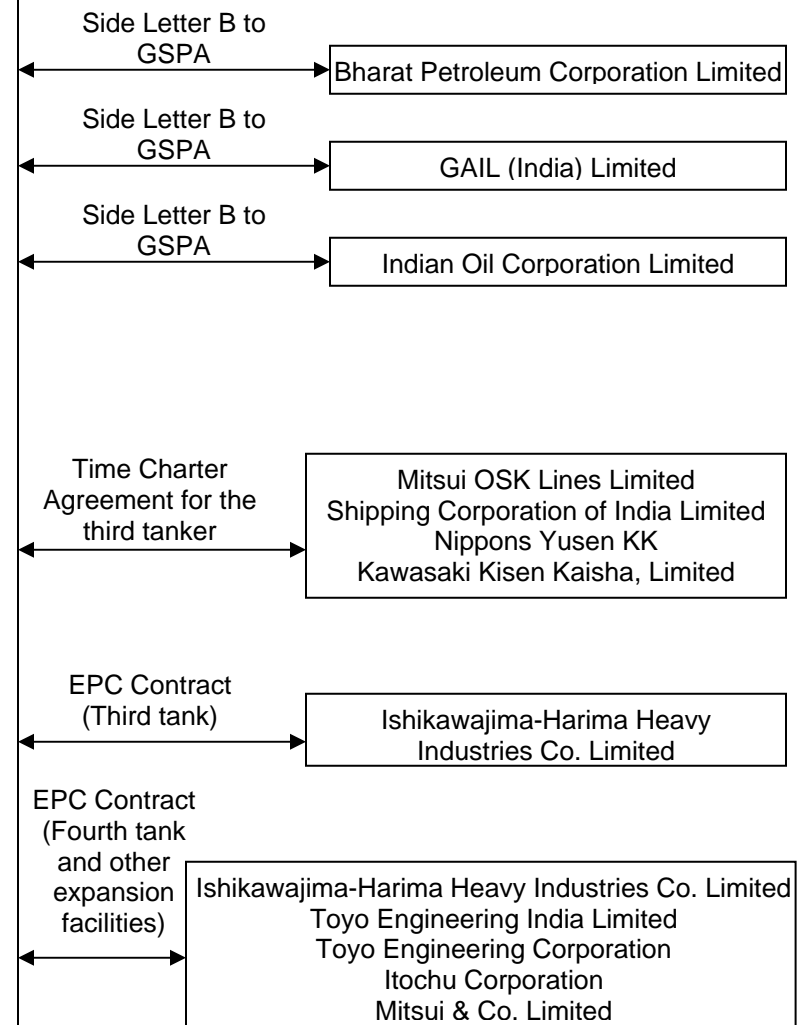 Side Letter B to
GSPA
Bharat Petroleum Corporation Limited
Side Letter B to
GSPA
GAIL (India) Limited
Side Letter B to
GSPA
Indian Oil Corporation Limited
Time Charter
Agreement for the
third tanker
Mitsui OSK Lines Limited
Shipping Corporation of India Limited
Nippons Yusen KK
Kawasaki Kisen Kaisha, Limited
EPC Contract
(Third tank)
Ishikawajima-Harima Heavy
Industries Co. Limited
EPC Contract
(Fourth tank
and other
expansion
facilities)
Ishikawajima-Harima Heavy Industries Co. Limited
Toyo Engineering India Limited
Toyo Engineering Corporation
Itochu Corporation
Mitsui & Co. Limited